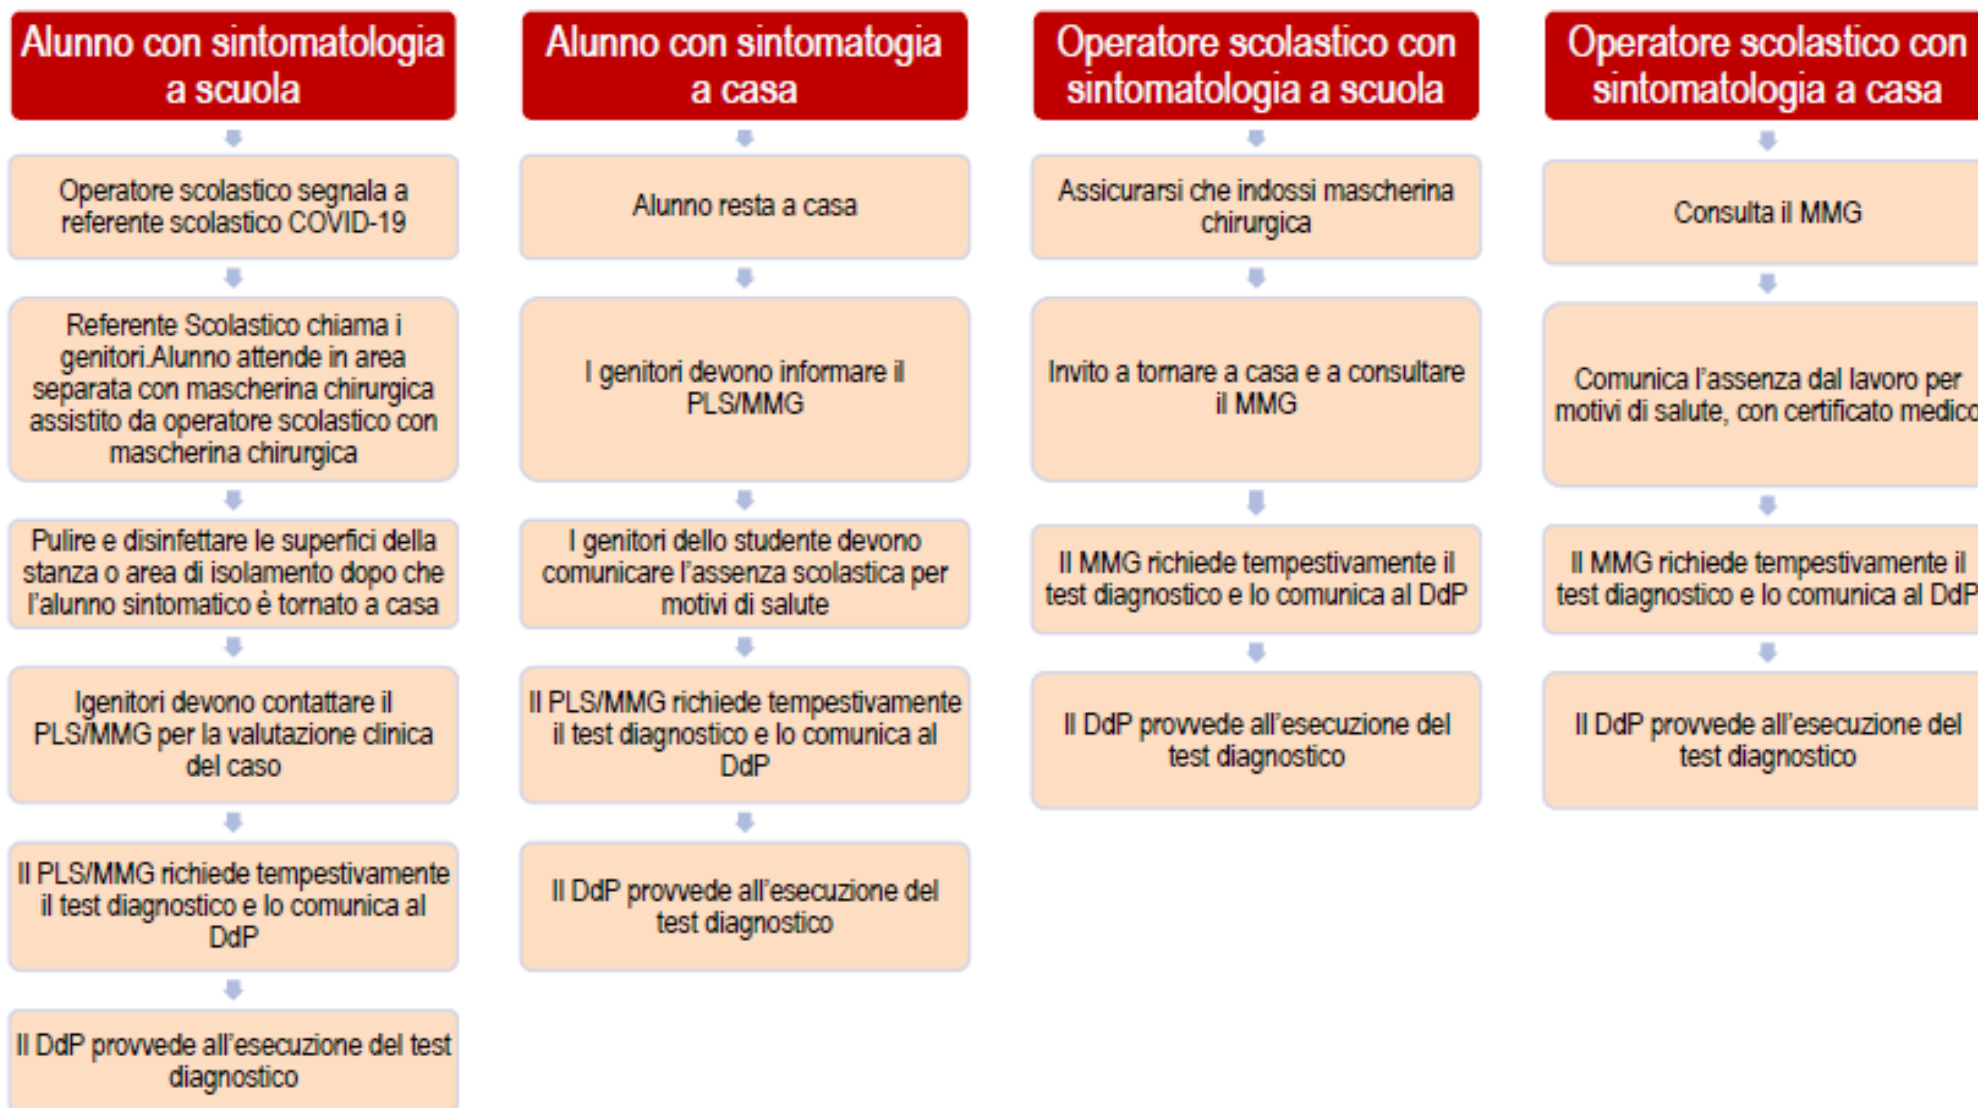 Alunno con sintomatologia
a scuola
Operatore scolastico segnala a
referente scolastico COVID-19
Referente Scolastico chiama i
genitori.Alunno attende in area
separata con mascherina chirurgica
assistito da operatore scolastico con
mascherina chirurgica
Pulire e disinfettare le superfici della
stanza o area di isolamento dopo che
l'alunno sintomatico è tornato a casa
Igenitori devono contattare il
PLS/MMG per la valutazione clinica
del caso
Il PLS/MMG richiede tempestivamente
il test diagnostico e lo comunica al
DdP
Il DdP provvede all'esecuzione del test
diagnostico
Alunno con sintomatogia
a casa
Alunno resta a casa
I genitori devono informare il
PLS/MMG
I genitori dello studente devono
comunicare l'assenza scolastica per
motivi di salute
Il PLS/MMG richiede tempestivamente
il test diagnostico e lo comunica al
DdP
Il DdP provvede all'esecuzione del
test diagnostico
Operatore scolastico con
sintomatologia a scuola
Assicurarsi che indossi mascherina
chirurgica
Invito a tornare a casa e a consultare
il MMG
Il MMG richiede tempestivamente il
test diagnostico e lo comunica al DdP
Il DdP provvede all'esecuzione del
test diagnostico
Operatore scolastico con
sintomatologia a casa
Consulta il MMG
Comunica l'assenza dal lavoro per
motivi di salute, con certificato medico
Il MMG richiede tempestivamente il
test diagnostico e lo comunica al DdP
Il DdP provvede all'esecuzione del
test diagnostico